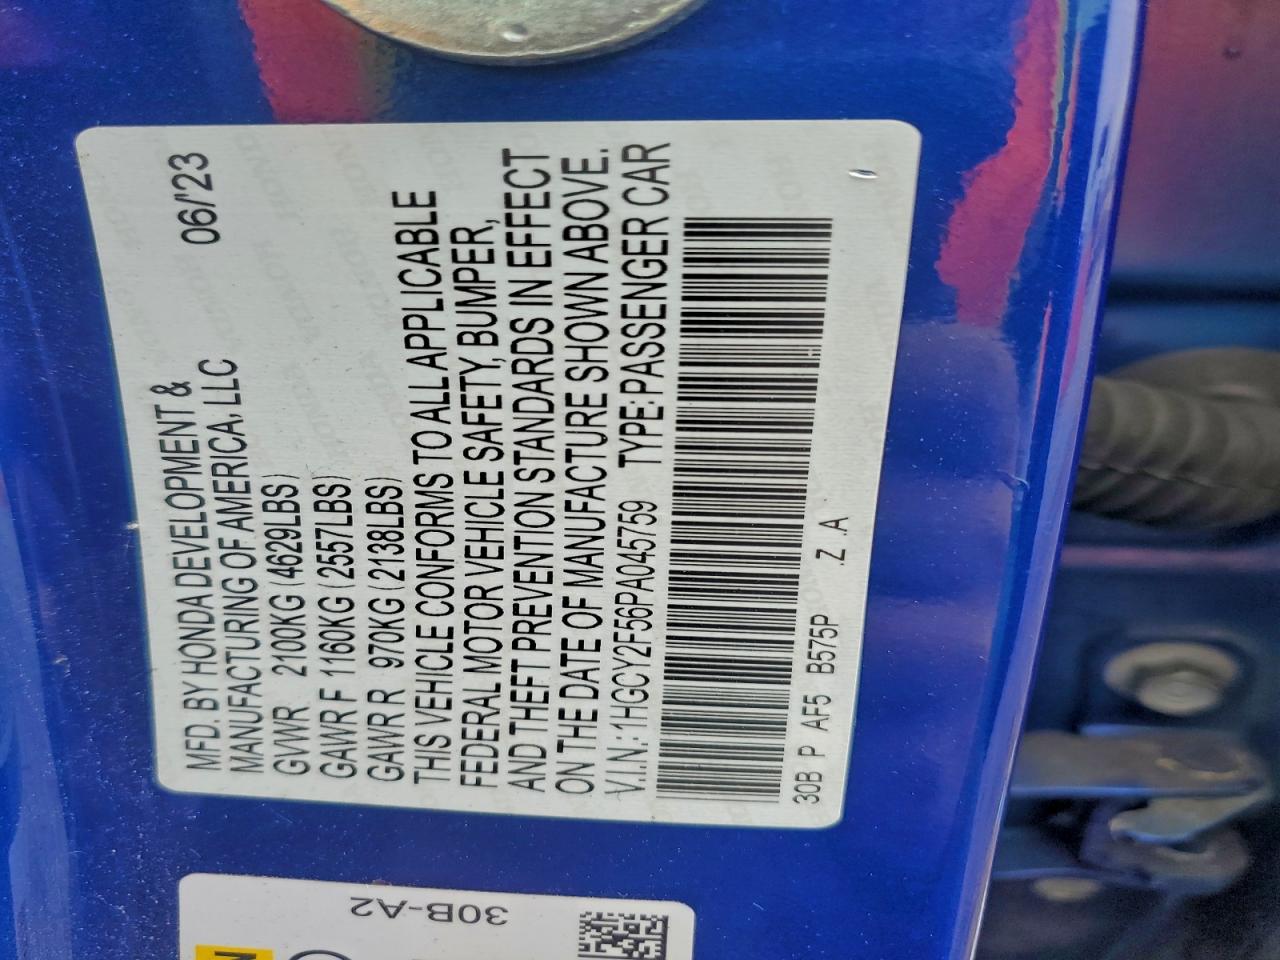 MFD. BY HONDA DEVELOPMENT &
MANUFACTURING OF AMERICA, LLC 06/'23
GVWR 2100KG (4629LBS)
GAWR F 1160KG (2557LBS)
GAWR R 970KG (2138LBS)
THIS VEHICLE CONFORMS TO ALL APPLICABLE
FEDERAL MOTOR VEHICLE SAFETY, BUMPER,
AND THEFT PREVENTION STANDARDS IN EFFECT
ON THE DATE OF MANUFACTURE SHOWN ABOVE.
V.I.N.: 1HGCY2F56PA045759 TYPE: PASSENGER CAR
30B P AF5 B575P .Z .A
30B-A2